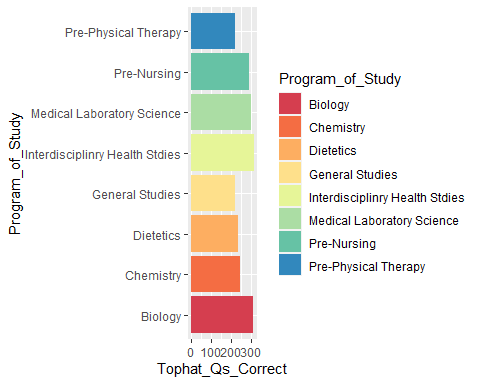 Program_of_Study
Pre-Physical Therapy
Pre-Nursing
Medical Laboratory Science
Interdisciplinry Health Stdies
General Studies
Dietetics
Chemistry
Biology
0 100200300
Tophat_Qs_Correct
Program_of_Study
Biology
Chemistry
Dietetics
General Studies
Interdisciplinry Health Stdies
Medical Laboratory Science
Pre-Nursing
Pre-Physical Therapy